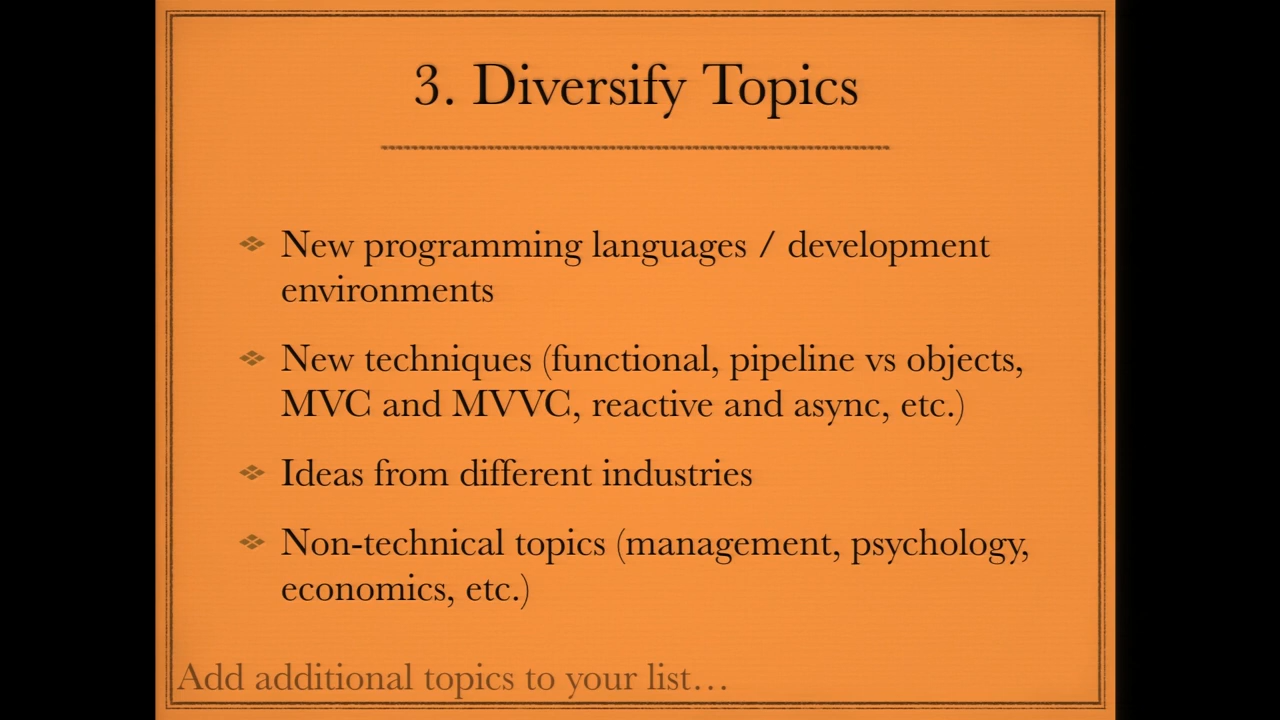 3. Diversify Topics
New programming languages / development
environments
New techniques (functional, pipeline vs objects,
MVC and MVVC, reactive and async, etc.)
Ideas from different industries
Non-technical topics (management, psychology,
economics, etc.)
Add additional topics to your list…